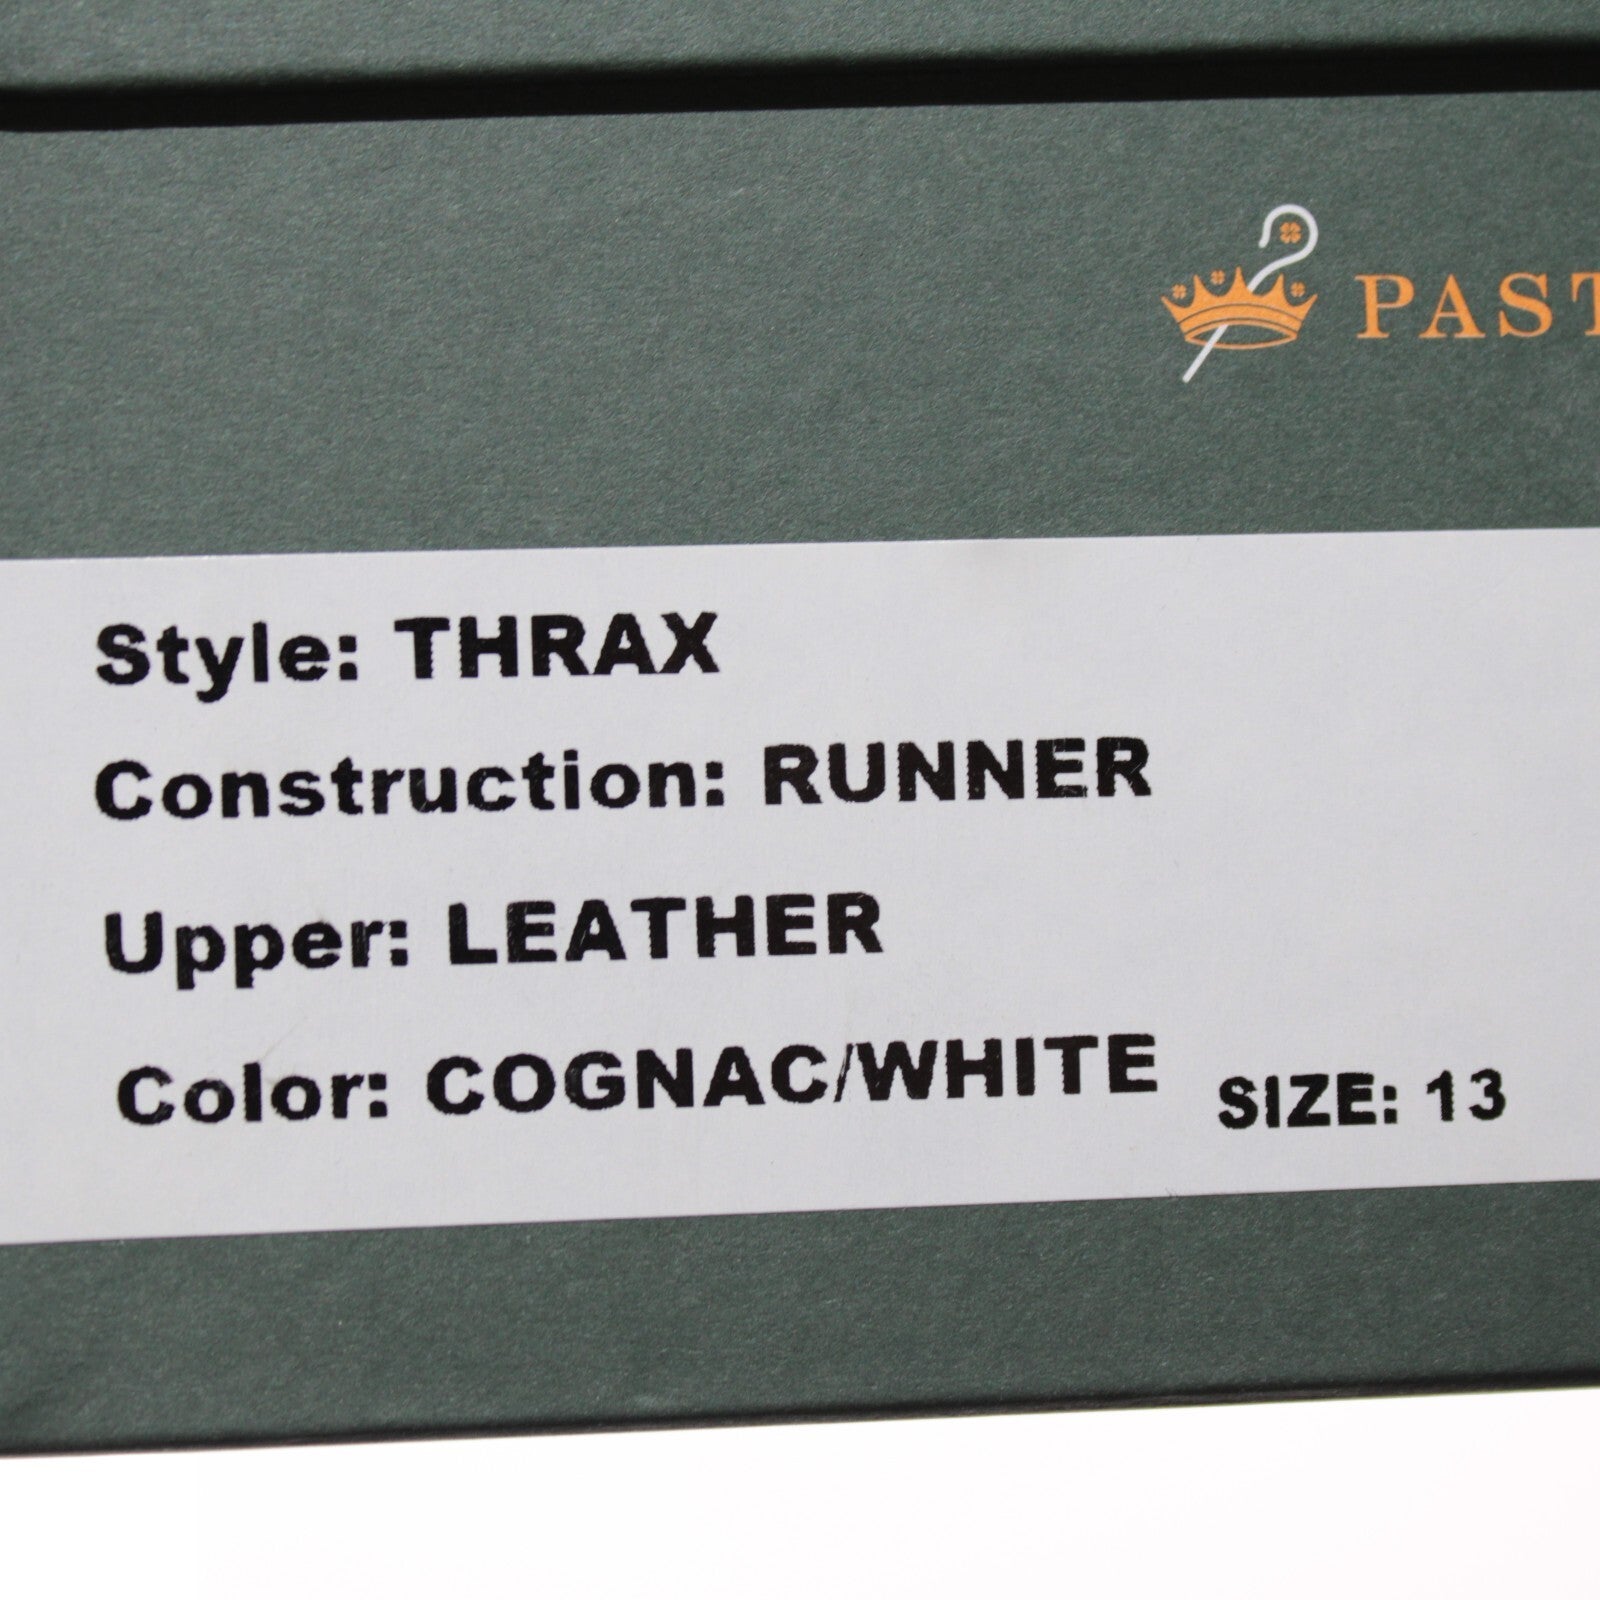 PAST
Style: THRAX
Construction: RUNNER
Upper: LEATHER
Color: COGNAC/WHITE SIZE: 13